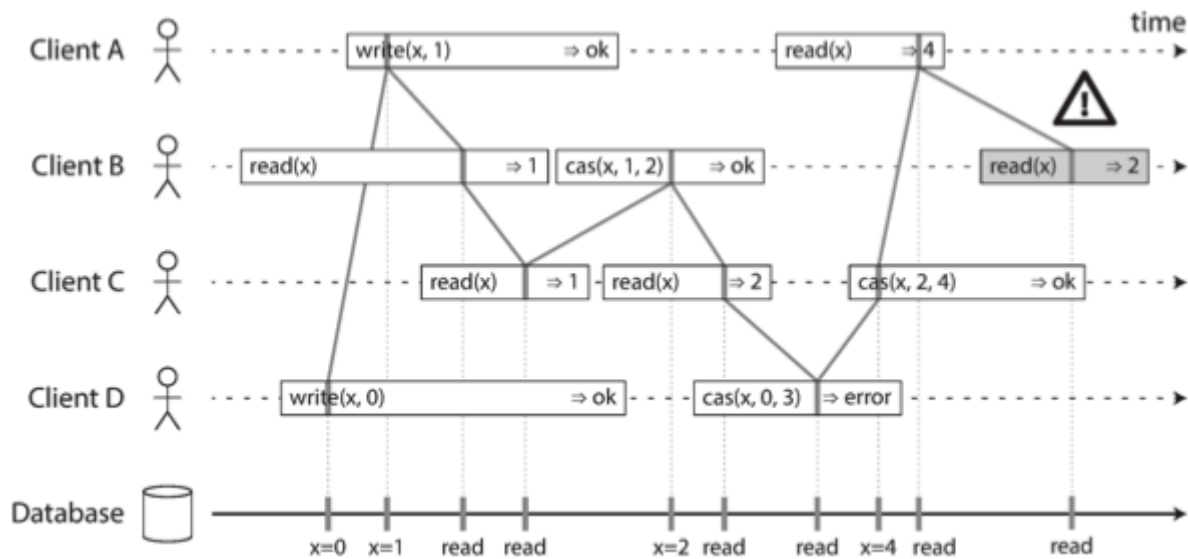 time
Client A write(x, 1) ⇒ ok read(x) ⇒ 4
Client B read(x) ⇒ 1 cas(x, 1, 2) ⇒ ok read(x) ⇒ 2
Client C read(x) ⇒ 1 read(x) ⇒ 2 cas(x, 2, 4) ⇒ ok
Client D write(x, 0) ⇒ ok cas(x, 0, 3) ⇒ error
Database
x=0 x=1 read read x=2 read read x=4 read read